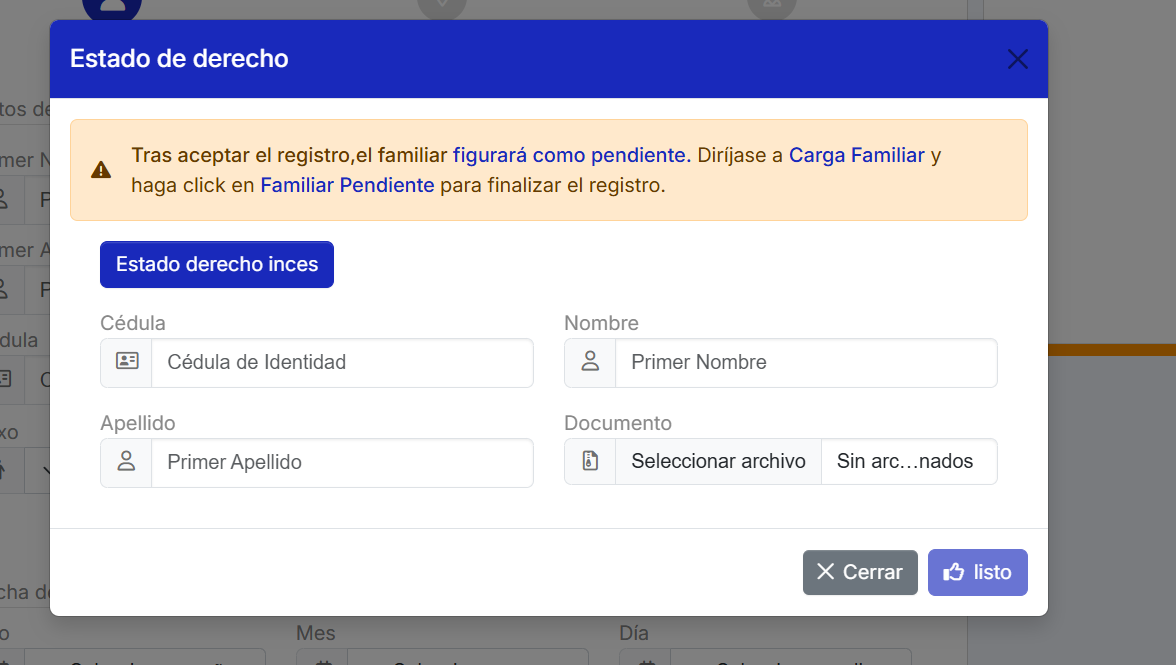 Estado de derecho
Tras aceptar el registro,el familiar figurará como pendiente. Diríjase a Carga Familiar y
haga click en Familiar Pendiente para finalizar el registro.
Estado derecho inces
Cédula
Nombre
Cédula de Identidad
Primer Nombre
Apellido
Documento
Primer Apellido
Seleccionar archivo
Sin arc...nados
Cerrar
listo
Mes
Día